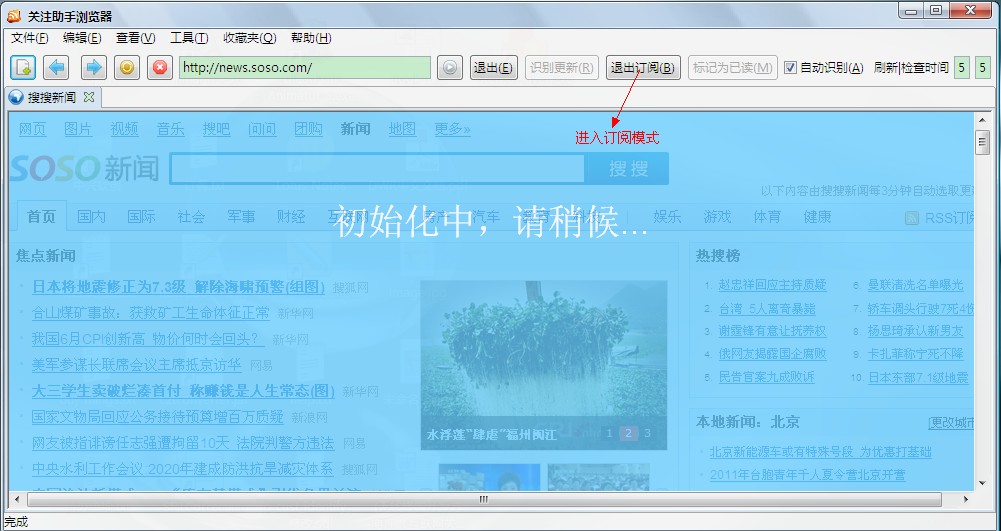 关注助手浏览器
文件(F) 编辑(E) 查看(V) 工具(T) 收藏夹(Q) 帮助(H)
http://news.soso.com/ 退出(E) 识别更新(R) 退出订阅(B) 标记为已读(M) 自动识别(A) 刷新|检查时间 5 5
搜搜新闻
网页 图片 视频 音乐 搜吧 问问 团购 新闻 地图 更多»
进入订阅模式
SOSO 新闻 搜搜
以下内容由搜搜新闻每3分钟自动选取更新
首页 国内 国际 社会 军事 财经 娱乐 游戏 体育 健康 RSS订阅
初始化中，请稍候...
焦点新闻
日本将地震修正为7.3级 解除海啸预警(组图) 搜狐网
合山煤矿事故：获救矿工生命体征正常 新华网
我国6月CPI创新高 物价何时会回头? 新华网
美军参谋长联席会议主席抵京访华 网易
大三学生卖破烂凑首付 称赚钱是人生常态(图) 新华网
国家文物局回应公务接待预算增百万质疑 新浪网
网友被指诽谤任志强遭拘留10天 法院判警方违法 网易
中央水利工作会议 2020年建成防洪抗旱减灾体系 搜狐网
水浮莲"肆虐"福州闽江 1 2 3
热搜榜
1. 赵忠祥回应主持质疑
2. 台湾 5人离奇暴毙
3. 谢霆锋有意让抚养权
4. 俄网友揭露国企腐败
5. 民告官案九成败诉
6. 曼联清洗名单曝光
7. 轿车调头行驶7死4伤
8. 杨思琦承认新男友
9. 卡扎菲称宁死不降
10. 日本东部7.1级地震
本地新闻：北京 [更改城市
北京新能源车或有特殊号段 为优惠打基础
2011年台胞青年千人夏令营北京开营
完成